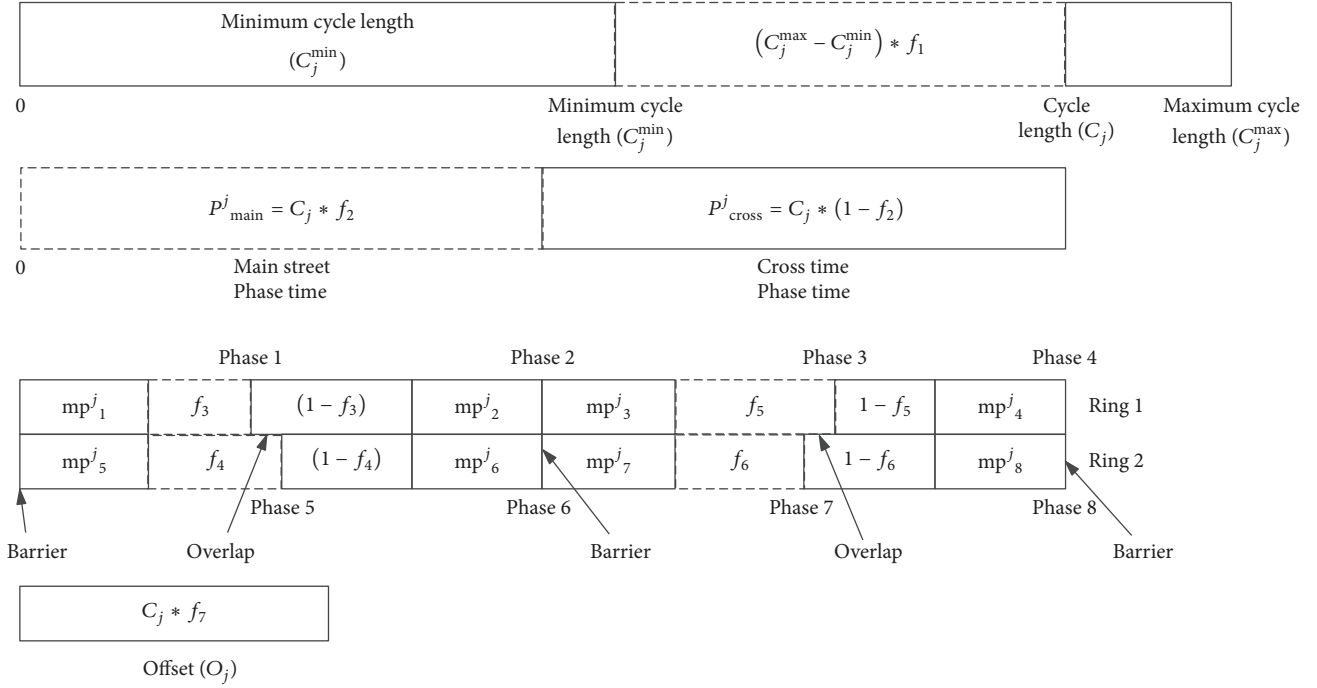 Minimum cycle length
(C_j^min)
(C_j^max − C_j^min) ∗ f_1
0
Minimum cycle
length (C_j^min)
Cycle
length (C_j)
Maximum cycle
length (C_j^max)
P^j_main = C_j ∗ f_2
P^j_cross = C_j ∗ (1 − f_2)
0
Main street
Phase time
Cross time
Phase time
Phase 1
Phase 2
Phase 3
Phase 4
mp^j_1 f_3 (1 − f_3) mp^j_2 mp^j_3 f_5 1 − f_5 mp^j_4 Ring 1
mp^j_5 f_4 (1 − f_4) mp^j_6 mp^j_7 f_6 1 − f_6 mp^j_8 Ring 2
Phase 5
Phase 6
Phase 7
Phase 8
Barrier
Overlap
Barrier
Overlap
Barrier
C_j ∗ f_7
Offset (O_j)